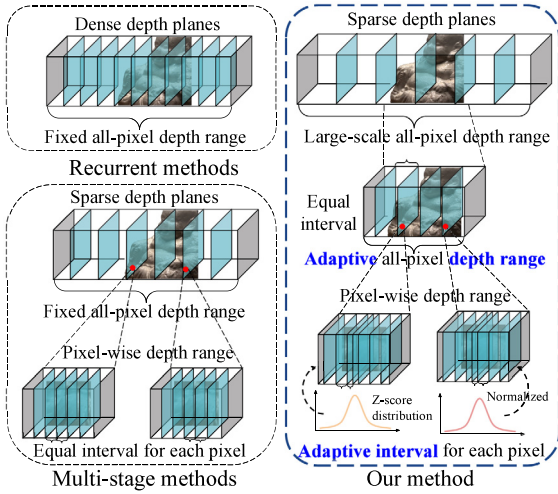 Dense depth planes
Fixed all-pixel depth range
Recurrent methods
Sparse depth planes
Fixed all-pixel depth range
Pixel-wise depth range
Equal interval for each pixel
Multi-stage methods
Sparse depth planes
Large-scale all-pixel depth range
Equal
interval
Adaptive all-pixel depth range
Pixel-wise depth range
Z-score
distribution
Normalized
Adaptive interval for each pixel
Our method